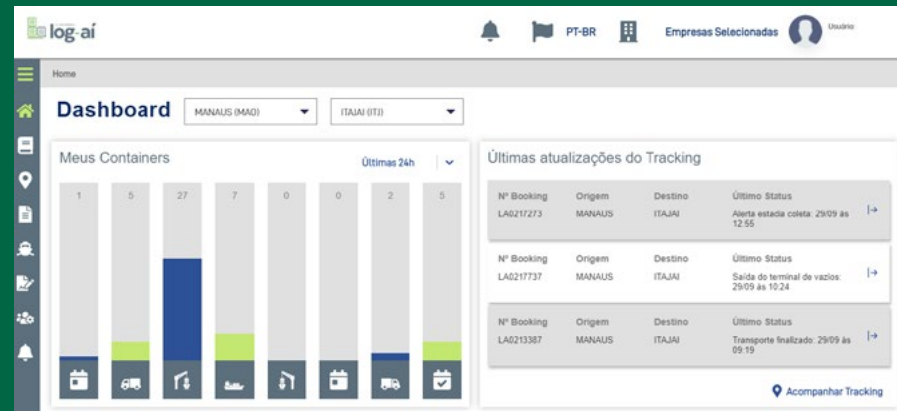 log-aí
PT-BR
Empresas Selecionadas
Usuário
Home
Dashboard
MANAUS (MAO)
ITAJAI (ITJ)
Meus Containers
Últimas 24h
1 5 27 7 0 0 2 5
Últimas atualizações do Tracking
Nº Booking Origem Destino Último Status
LA0217273 MANAUS ITAJAI Alerta estadia coleta: 29/09 às
12:55
Nº Booking Origem Destino Último Status
LA0217737 MANAUS ITAJAI Saída do terminal de vazios:
29/09 às 10:24
Nº Booking Origem Destino Último Status
LA0213387 MANAUS ITAJAI Transporte finalizado: 29/09 às
09:19
Acompanhar Tracking